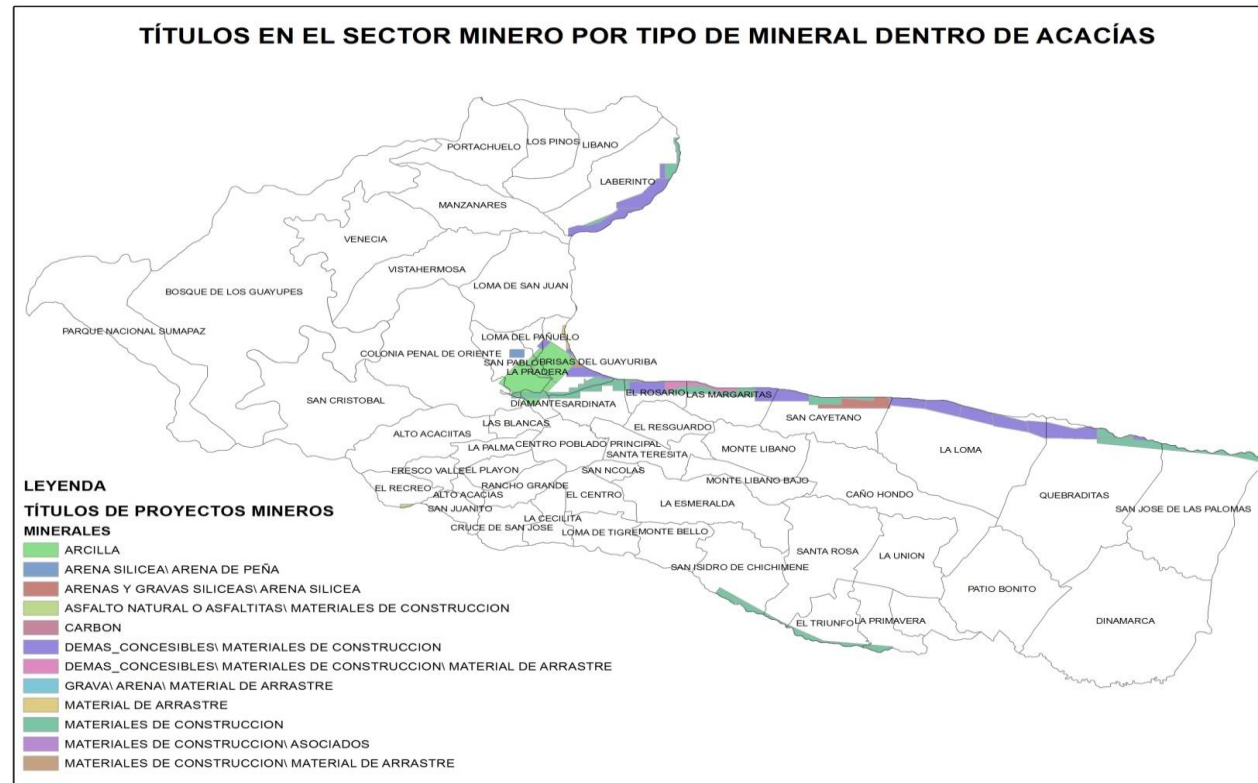 TÍTULOS EN EL SECTOR MINERO POR TIPO DE MINERAL DENTRO DE ACACÍAS
PORTACHUELO
LOS PINOS
LIBANO
LABERINTO
MANZANARES
VENECIA
VISTAHERMOSA
LOMA DE SAN JUAN
BOSQUE DE LOS GUAYUPES
PARQUE NACIONAL SUMAPAZ
LOMA DEL PAÑUELO
COLONIA PENAL DE ORIENTE
SAN PABLO
BRISAS DEL GUAYURIBA
LA PRADERA
SAN CRISTOBAL
DIAMANTE
SARDINATA
EL ROSARIO
LAS MARGARITAS
SAN CAYETANO
LAS BLANCAS
EL RESGUARDO
ALTO ACACIITAS
LA PALMA
CENTRO POBLADO PRINCIPAL
SANTA TERESITA
MONTE LIBANO
LA LOMA
FRESCO VALLE
EL PLAYON
SAN NCOLAS
EL RECREO
RANCHO GRANDE
MONTE LIBANO BAJO
ALTO ACACIAS
EL CENTRO
LA ESMERALDA
CAÑO HONDO
QUEBRADITAS
SAN JUANITO
SAN JOSE DE LAS PALOMAS
LA CECILITA
CRUCE DE SAN JOSE
LOMA DE TIGRE
MONTE BELLO
SANTA ROSA
LA UNION
SAN ISIDRO DE CHICHIMENE
PATIO BONITO
EL TRIUNFO
LA PRIMAVERA
DINAMARCA
LEYENDA
TÍTULOS DE PROYECTOS MINEROS
MINERALES
ARCILLA
ARENA SILICEA\ ARENA DE PEÑA
ARENAS Y GRAVAS SILICEAS\ ARENA SILICEA
ASFALTO NATURAL O ASFALTITAS\ MATERIALES DE CONSTRUCCION
CARBON
DEMAS_CONCESIBLES\ MATERIALES DE CONSTRUCCION
DEMAS_CONCESIBLES\ MATERIALES DE CONSTRUCCION\ MATERIAL DE ARRASTRE
GRAVA\ ARENA\ MATERIAL DE ARRASTRE
MATERIAL DE ARRASTRE
MATERIALES DE CONSTRUCCION
MATERIALES DE CONSTRUCCION\ ASOCIADOS
MATERIALES DE CONSTRUCCION\ MATERIAL DE ARRASTRE